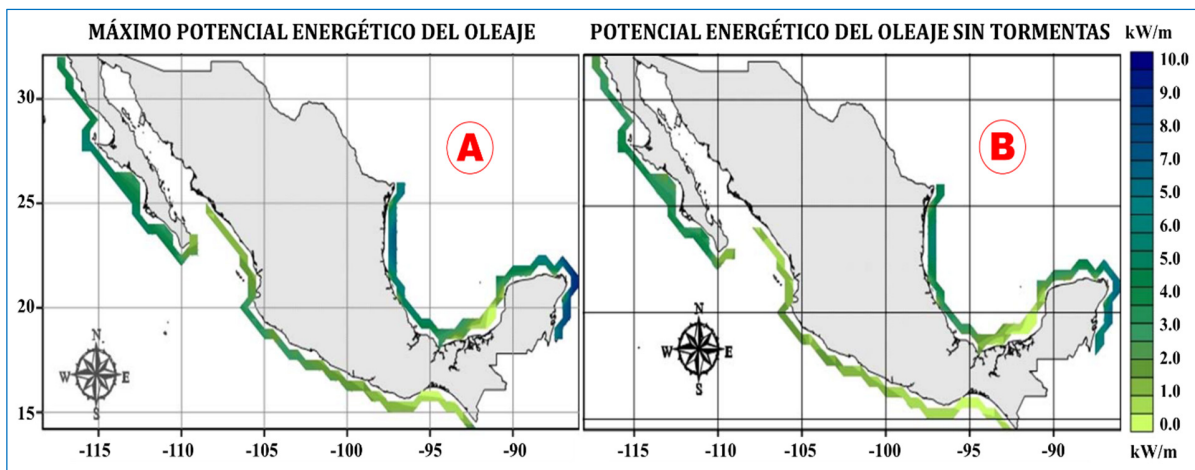 MÁXIMO POTENCIAL ENERGÉTICO DEL OLEAJE
POTENCIAL ENERGÉTICO DEL OLEAJE SIN TORMENTAS
kW/m
A
B
30
25
20
15
N
W E
S
N
W E
S
10.0
9.0
8.0
7.0
6.0
5.0
4.0
3.0
2.0
1.0
0.0
kW/m
-115 -110 -105 -100 -95 -90
-115 -110 -105 -100 -95 -90